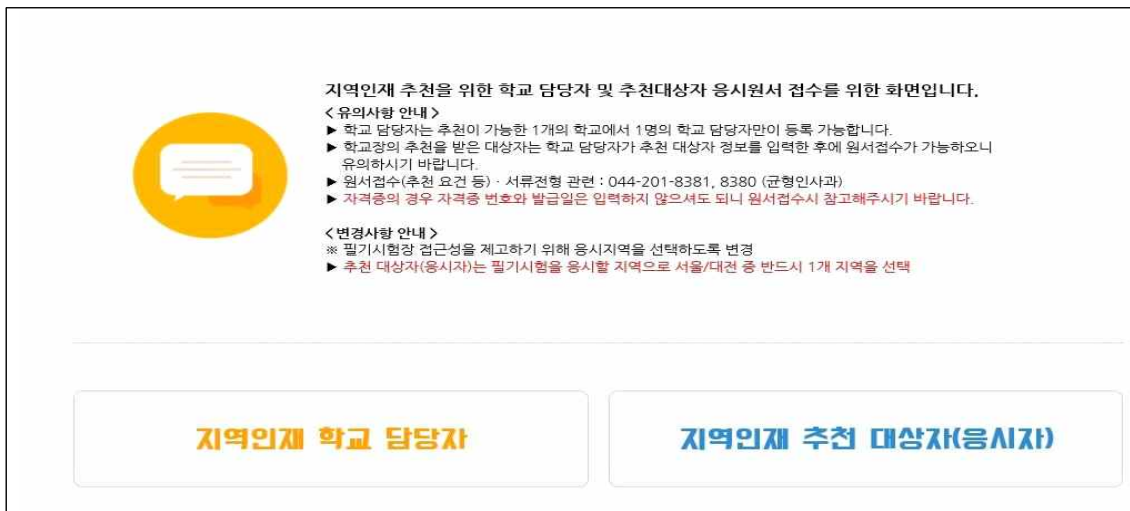 지역인재 추천을 위한 학교 담당자 및 추천대상자 응시원서 접수를 위한 화면입니다.
< 유의사항 안내 >
▶ 학교 담당자는 추천이 가능한 1개의 학교에서 1명의 학교 담당자만이 등록 가능합니다.
▶ 학교장의 추천을 받은 대상자는 학교 담당자가 추천 대상자 정보를 입력한 후에 원서접수가 가능하오니
유의하시기 바랍니다.
▶ 원서접수(추천 요건 등) · 서류전형 관련 : 044-201-8381, 8380 (균형인사과)
▶ 자격증의 경우 자격증 번호와 발급일은 입력하지 않으셔도 되니 원서접수시 참고해주시기 바랍니다.
< 변경사항 안내 >
※ 필기시험장 접근성을 제고하기 위해 응시지역을 선택하도록 변경
▶ 추천 대상자(응시자)는 필기시험을 응시할 지역으로 서울/대전 중 반드시 1개 지역을 선택
지역인재 학교 담당자
지역인재 추천 대상자(응시자)